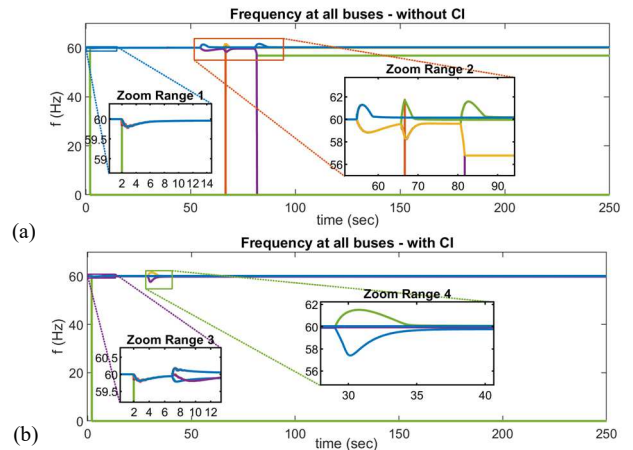 Frequency at all buses - without CI
80
60
40
20
0
f (Hz)
Zoom Range 1
60
59.5
59
2 4 6 8 10 12 14
Zoom Range 2
62
60
58
56
60 70 80 90
0 50 100 150 200 250
time (sec)
(a)
Frequency at all buses - with CI
80
60
40
20
0
f (Hz)
Zoom Range 3
60.5
60
59.5
2 4 6 8 10 12
Zoom Range 4
62
60
58
56
30 35 40
0 50 100 150 200 250
time (sec)
(b)